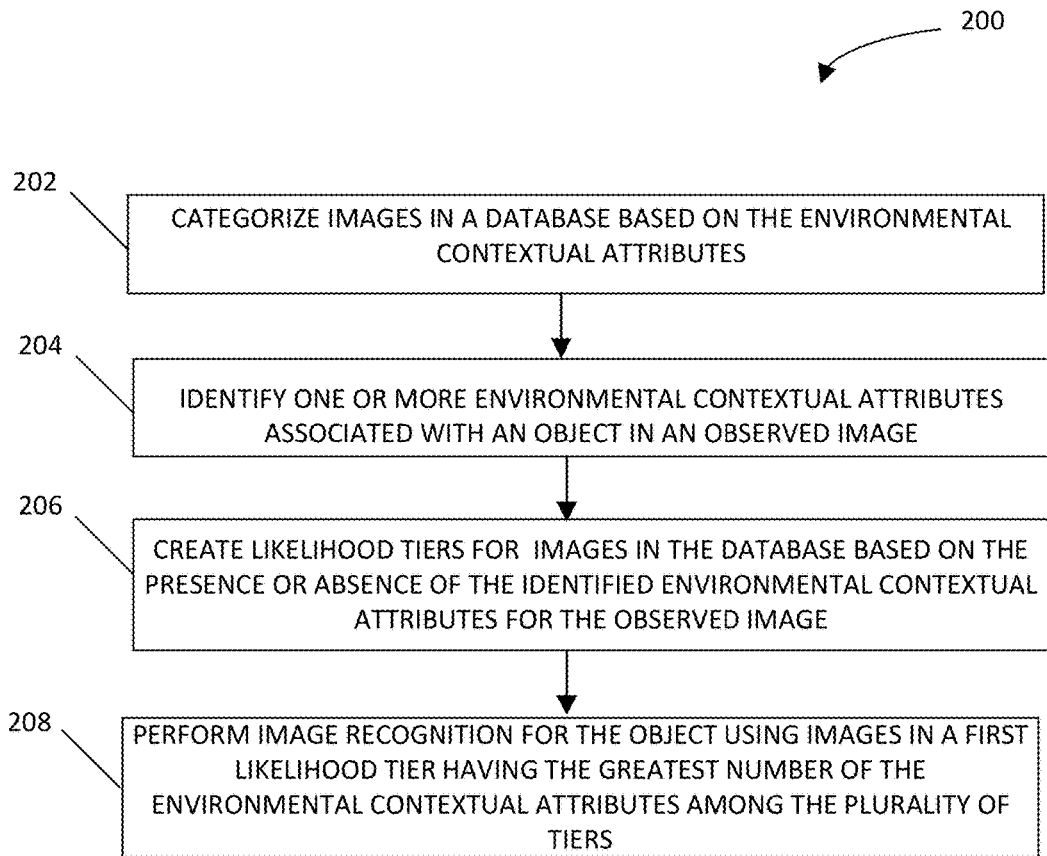 200
202
CATEGORIZE IMAGES IN A DATABASE BASED ON THE ENVIRONMENTAL
CONTEXTUAL ATTRIBUTES
204
IDENTIFY ONE OR MORE ENVIRONMENTAL CONTEXTUAL ATTRIBUTES
ASSOCIATED WITH AN OBJECT IN AN OBSERVED IMAGE
206
CREATE LIKELIHOOD TIERS FOR IMAGES IN THE DATABASE BASED ON THE
PRESENCE OR ABSENCE OF THE IDENTIFIED ENVIRONMENTAL CONTEXTUAL
ATTRIBUTES FOR THE OBSERVED IMAGE
208
PERFORM IMAGE RECOGNITION FOR THE OBJECT USING IMAGES IN A FIRST
LIKELIHOOD TIER HAVING THE GREATEST NUMBER OF THE
ENVIRONMENTAL CONTEXTUAL ATTRIBUTES AMONG THE PLURALITY OF
TIERS